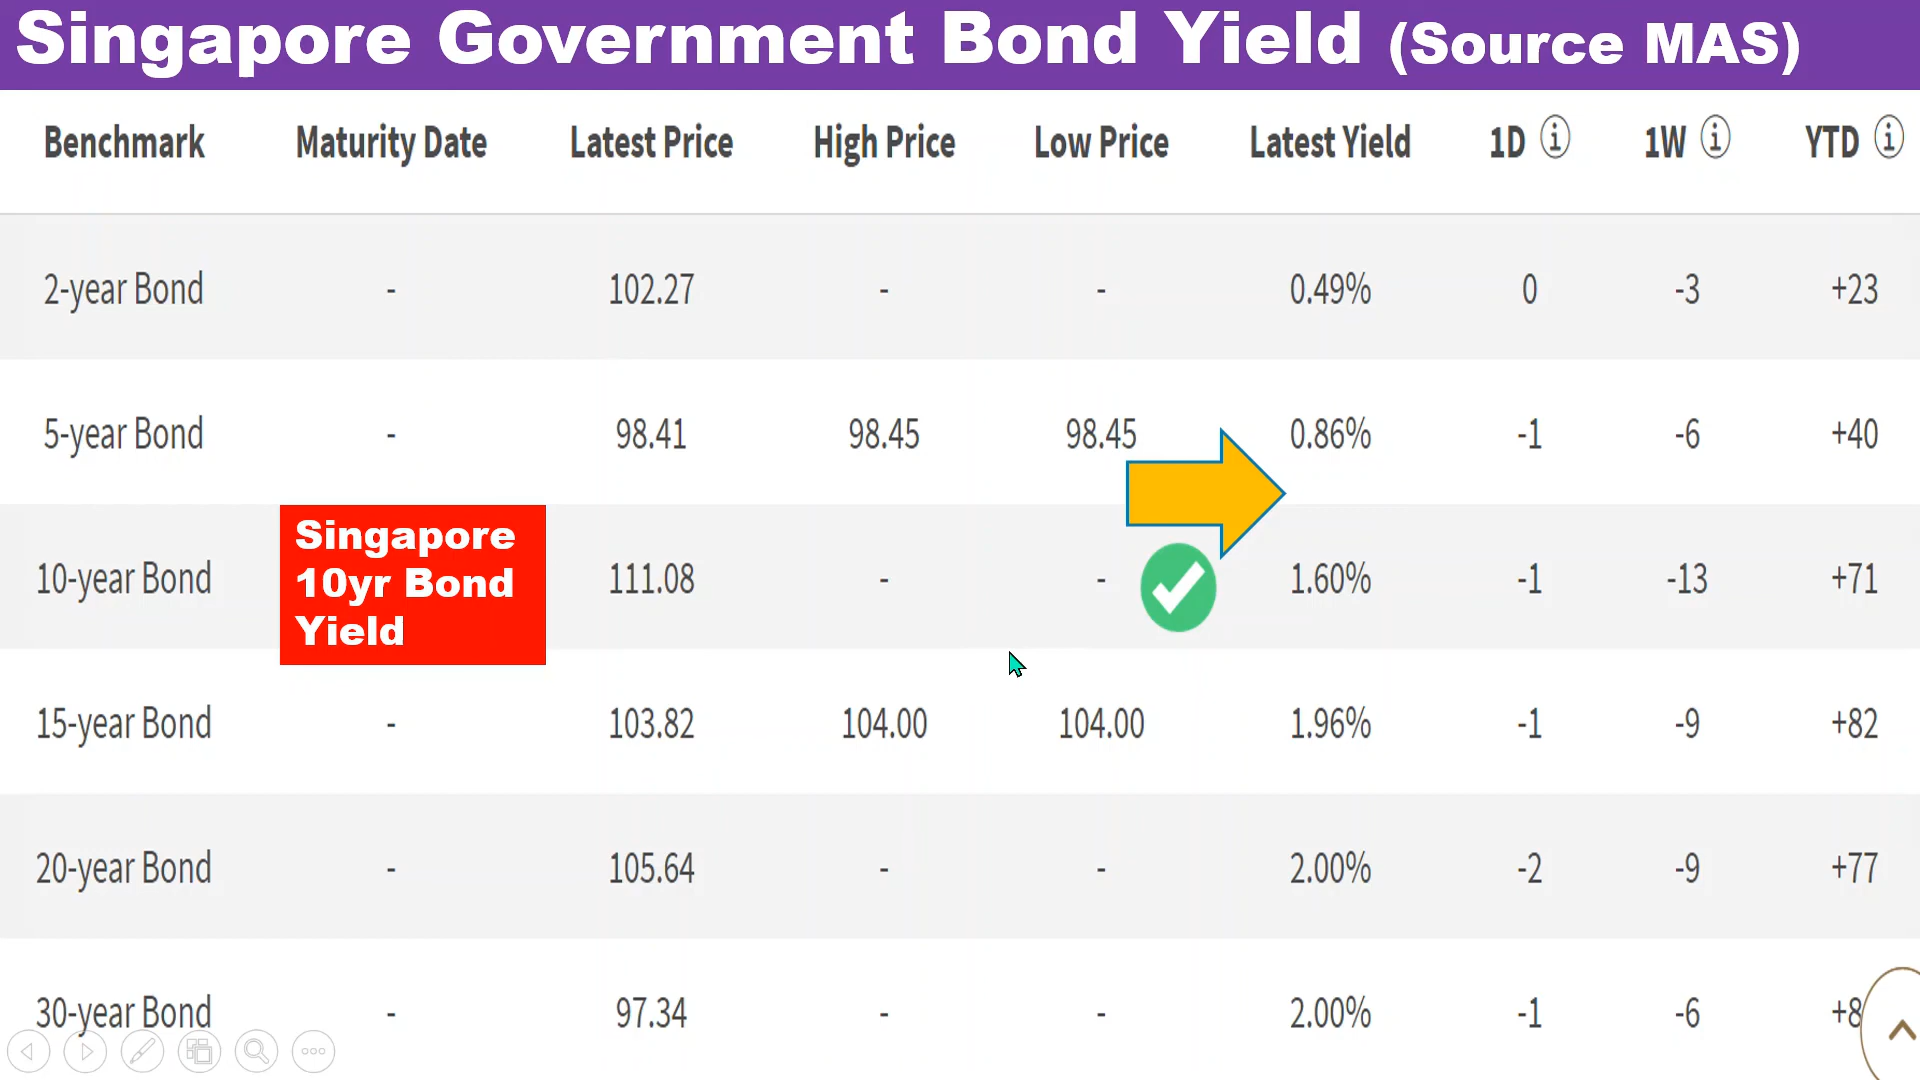 Singapore Government Bond Yield (Source MAS)
Benchmark Maturity Date Latest Price High Price Low Price Latest Yield 1D i 1W i YTD i
2-year Bond - 102.27 - - 0.49% 0 -3 +23
5-year Bond - 98.41 98.45 98.45 0.86% -1 -6 +40
10-year Bond 111.08 - - 1.60% -1 -13 +71
Singapore
10yr Bond
Yield
15-year Bond - 103.82 104.00 104.00 1.96% -1 -9 +82
20-year Bond - 105.64 - - 2.00% -2 -9 +77
30-year Bond - 97.34 - - 2.00% -1 -6